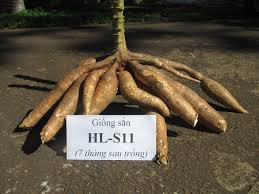 Giống sắn
HL-S11
(7 tháng sau trồng)